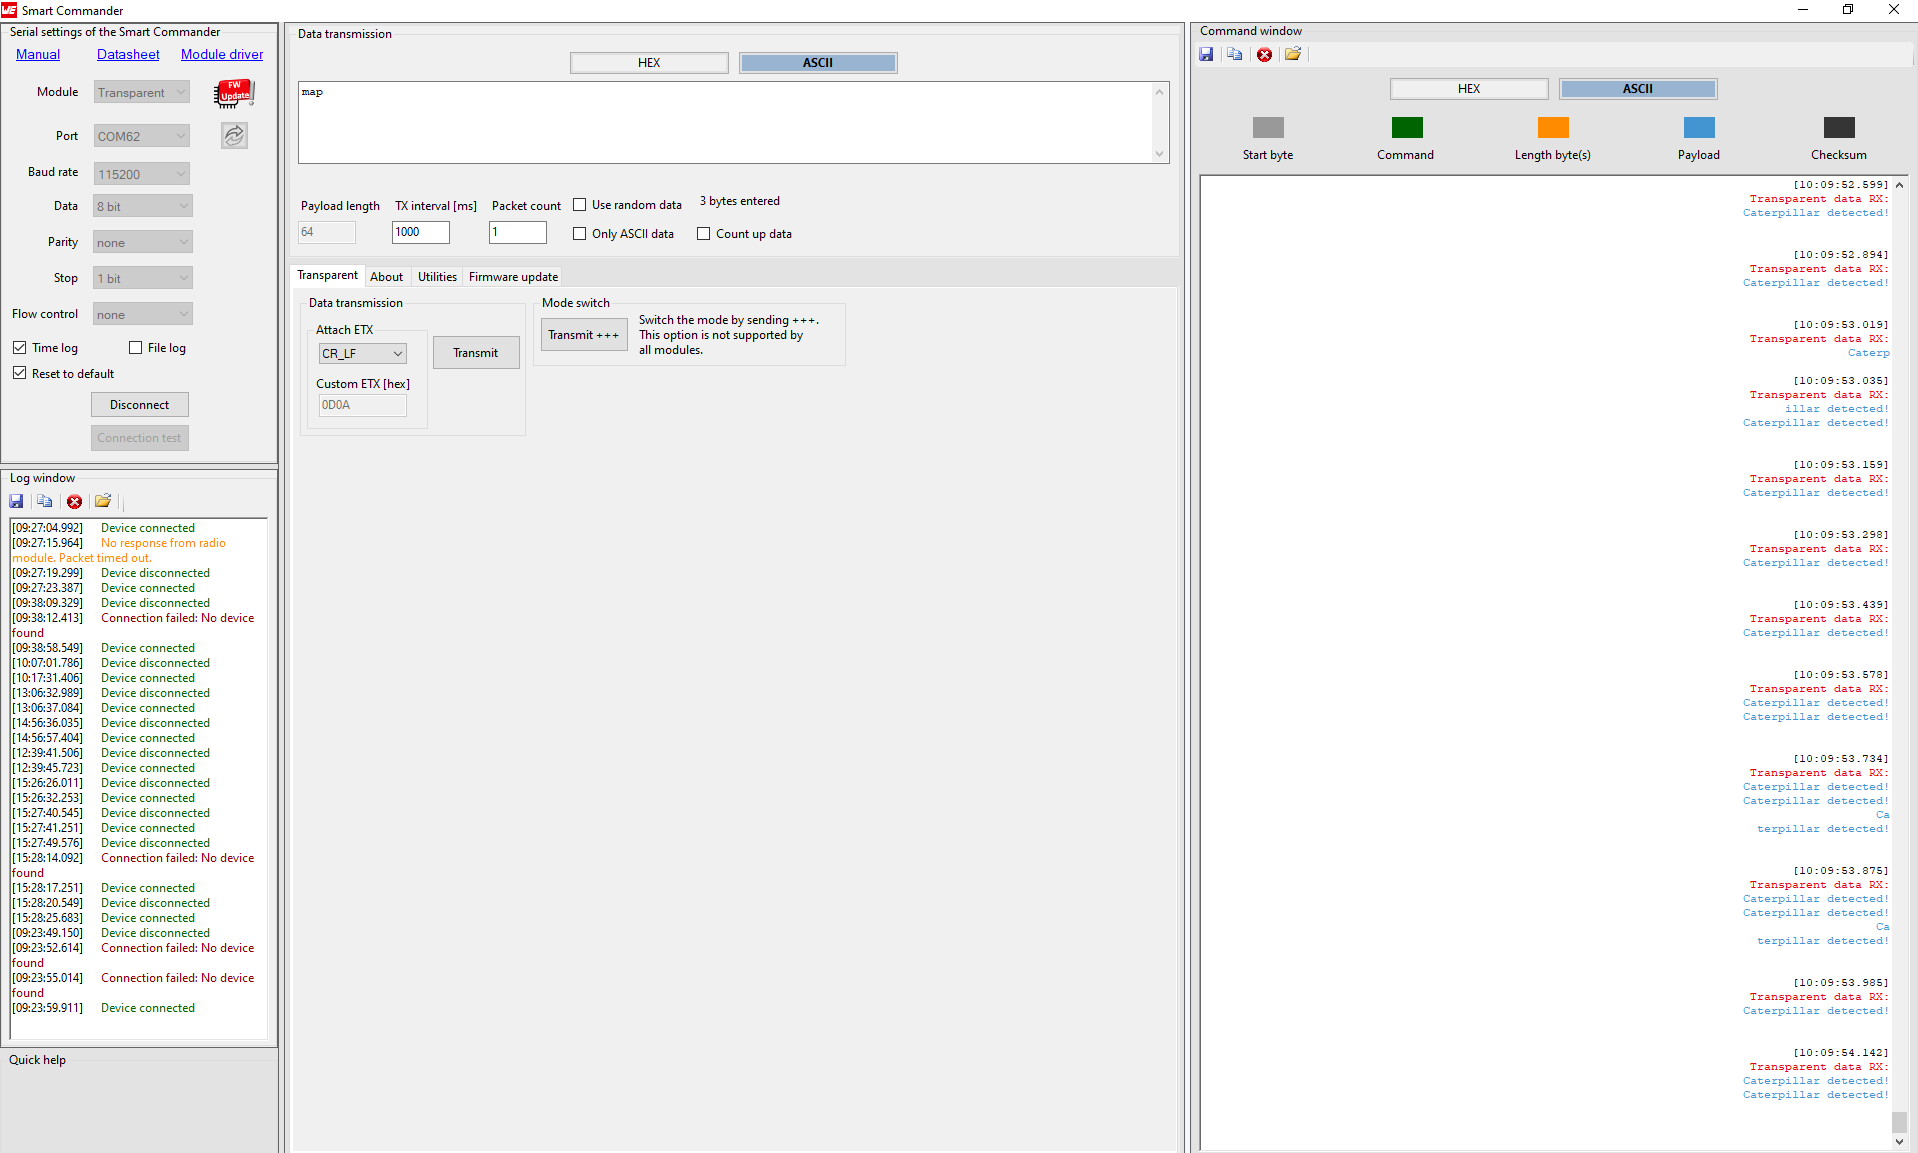 WE Smart Commander
Serial settings of the Smart Commander
Manual Datasheet Module driver
Module Transparent
FW
Update
Port COM62
Baud rate 115200
Data 8 bit
Parity none
Stop 1 bit
Flow control none
Time log File log
Reset to default
Disconnect
Connection test
Log window
[09:27:04.992] Device connected
[09:27:15.964] No response from radio
module. Packet timed out.
[09:27:19.299] Device disconnected
[09:27:23.387] Device connected
[09:38:09.329] Device disconnected
[09:38:12.413] Connection failed: No device
found
[09:38:58.549] Device connected
[10:07:01.786] Device disconnected
[10:17:31.406] Device disconnected
[13:06:32.989] Device disconnected
[13:06:37.084] Device connected
[14:56:36.035] Device disconnected
[14:56:57.404] Device connected
[12:39:41.506] Device disconnected
[12:39:45.723] Device connected
[15:26:26.011] Device disconnected
[15:26:32.253] Device connected
[15:27:40.545] Device disconnected
[15:27:41.251] Device connected
[15:27:49.576] Device disconnected
[15:28:14.092] Connection failed: No device
found
[15:28:17.251] Device connected
[15:28:20.549] Device disconnected
[15:28:25.683] Device connected
[09:23:49.150] Device disconnected
[09:23:52.614] Connection failed: No device
found
[09:23:55.014] Connection failed: No device
found
[09:23:59.911] Device connected
Quick help
Data transmission
HEX ASCII
map
Payload length TX interval [ms] Packet count Use random data 3 bytes entered
64 1000 1 Only ASCII data Count up data
Transparent About Utilities Firmware update
Data transmission
Attach ETX
CR_LF
Transmit
Custom ETX [hex]
0D0A
Mode switch
Transmit +++
Switch the mode by sending +++.
This option is not supported by
all modules.
Command window
HEX ASCII
Start byte Command Length byte(s) Payload Checksum
[10:09:52.599]
Transparent data RX:
Caterpillar detected!
[10:09:52.894]
Transparent data RX:
Caterpillar detected!
[10:09:53.019]
Transparent data RX:
Caterp
[10:09:53.035]
Transparent data RX:
illar detected!
Caterpillar detected!
[10:09:53.159]
Transparent data RX:
Caterpillar detected!
[10:09:53.298]
Transparent data RX:
Caterpillar detected!
[10:09:53.439]
Transparent data RX:
Caterpillar detected!
[10:09:53.578]
Transparent data RX:
Caterpillar detected!
Caterpillar detected!
[10:09:53.734]
Transparent data RX:
Caterpillar detected!
Caterpillar detected!
Ca
terpillar detected!
[10:09:53.875]
Transparent data RX:
Caterpillar detected!
Caterpillar detected!
Ca
terpillar detected!
[10:09:53.985]
Transparent data RX:
Caterpillar detected!
[10:09:54.142]
Transparent data RX:
Caterpillar detected!
Caterpillar detected!